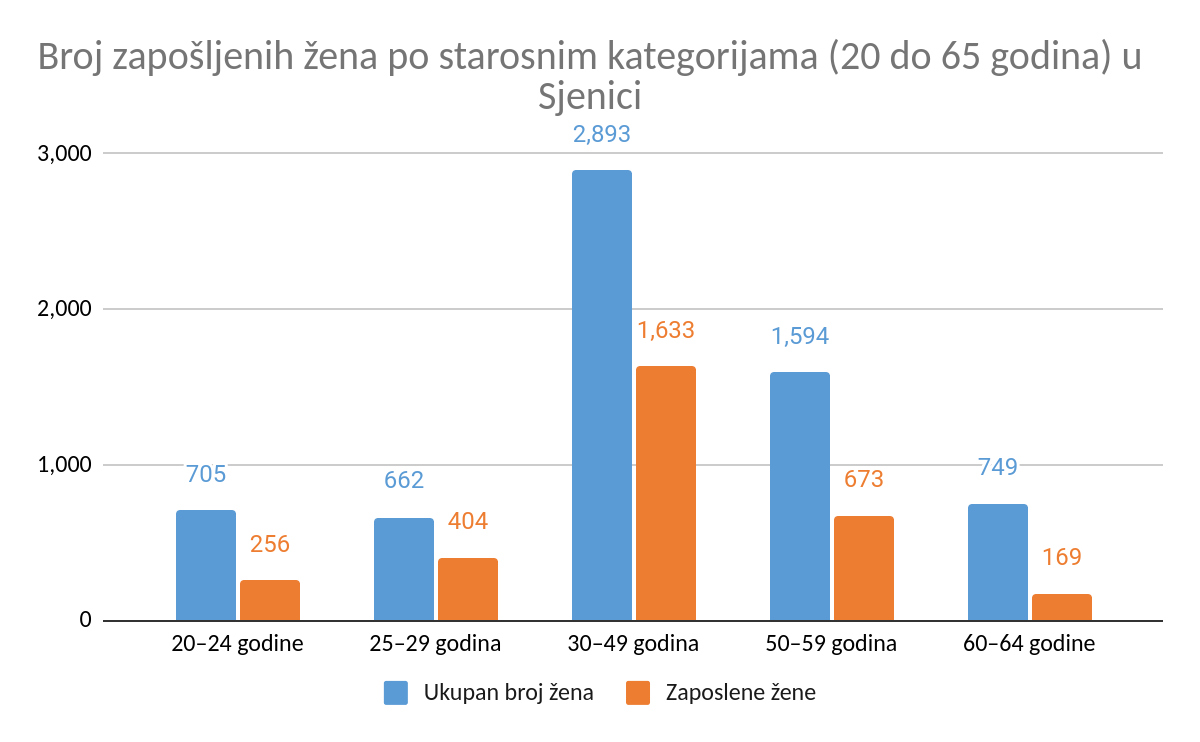 Broj zapošljenih žena po starosnim kategorijama (20 do 65 godina) u
Sjenici
2,893
3,000
2,000
1,633
1,594
1,000
705
662
749
673
404
256
169
0
20–24 godine
25–29 godina
30–49 godina
50–59 godina
60–64 godine
Ukupan broj žena
Zaposlene žene